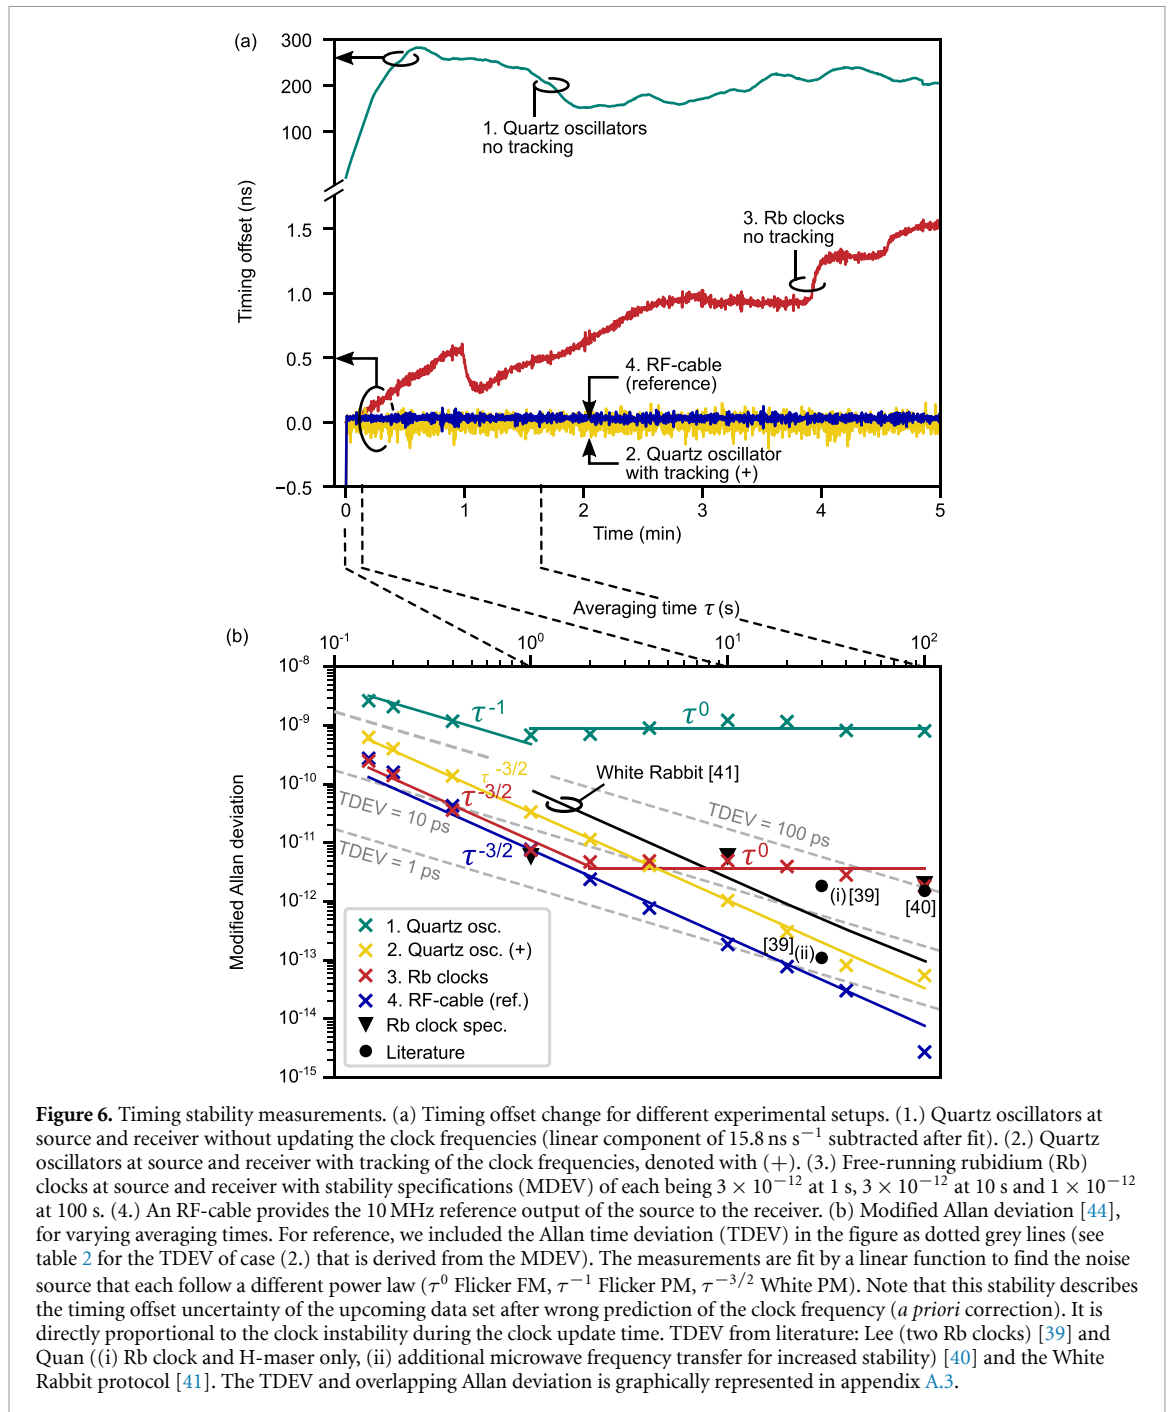 (a)
300
200
100
1. Quartz oscillators
no tracking
Timing offset (ns)
1.5
1.0
0.5
0.0
−0.5
3. Rb clocks
no tracking
4. RF-cable
(reference)
2. Quartz oscillator
with tracking (+)
0 1 2 3 4 5
Time (min)
Averaging time τ (s)
(b)
10⁻¹ 10⁰ 10¹ 10²
10⁻⁸
10⁻⁹
10⁻¹⁰
10⁻¹¹
10⁻¹²
10⁻¹³
10⁻¹⁴
10⁻¹⁵
Modified Allan deviation
τ⁻¹
τ⁰
τ⁻³/²
White Rabbit [41]
τ⁻³/²
TDEV = 100 ps
TDEV = 10 ps
τ⁻³/²
τ⁰
TDEV = 1 ps
(i)[39]
[40]
[39](ii)
1. Quartz osc.
2. Quartz osc. (+)
3. Rb clocks
4. RF-cable (ref.)
Rb clock spec.
Literature
Figure 6. Timing stability measurements. (a) Timing offset change for different experimental setups. (1.) Quartz oscillators at
source and receiver without updating the clock frequencies (linear component of 15.8 ns s⁻¹ subtracted after fit). (2.) Quartz
oscillators at source and receiver with tracking of the clock frequencies, denoted with (+). (3.) Free-running rubidium (Rb)
clocks at source and receiver with stability specifications (MDEV) of each being 3 × 10⁻¹² at 1 s, 3 × 10⁻¹² at 10 s and 1 × 10⁻¹²
at 100 s. (4.) An RF-cable provides the 10 MHz reference output of the source to the receiver. (b) Modified Allan deviation [44],
for varying averaging times. For reference, we included the Allan time deviation (TDEV) in the figure as dotted grey lines (see
table 2 for the TDEV of case (2.) that is derived from the MDEV). The measurements are fit by a linear function to find the noise
source that each follow a different power law (τ⁰ Flicker FM, τ⁻¹ Flicker PM, τ⁻³/² White PM). Note that this stability describes
the timing offset uncertainty of the upcoming data set after wrong prediction of the clock frequency (a priori correction). It is
directly proportional to the clock instability during the clock update time. TDEV from literature: Lee (two Rb clocks) [39] and
Quan ((i) Rb clock and H-maser only, (ii) additional microwave frequency transfer for increased stability) [40] and the White
Rabbit protocol [41]. The TDEV and overlapping Allan deviation is graphically represented in appendix A.3.